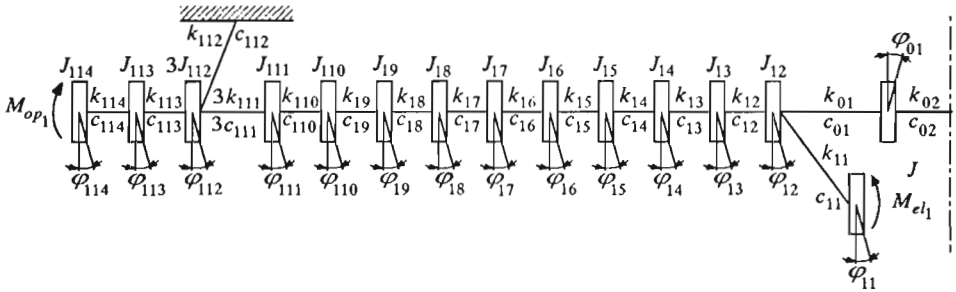 k₁₁₂ c₁₁₂ φ₀₁
J₁₁₄ J₁₁₃ 3J₁₁₂ J₁₁₁ J₁₁₀ J₁₉ J₁₈ J₁₇ J₁₆ J₁₅ J₁₄ J₁₃ J₁₂
M_op₁ k₁₁₄ k₁₁₃ 3k₁₁₁ k₁₁₀ k₁₉ k₁₈ k₁₇ k₁₆ k₁₅ k₁₄ k₁₃ k₁₂ k₀₁ k₀₂
c₁₁₄ c₁₁₃ 3c₁₁₁ c₁₁₀ c₁₉ c₁₈ c₁₇ c₁₆ c₁₅ c₁₄ c₁₃ c₁₂ c₀₁ c₀₂
k₁₁ J
φ₁₁₄ φ₁₁₃ φ₁₁₂ φ₁₁₁ φ₁₁₀ φ₁₉ φ₁₈ φ₁₇ φ₁₆ φ₁₅ φ₁₄ φ₁₃ φ₁₂
c₁₁ M_el₁
φ₁₁